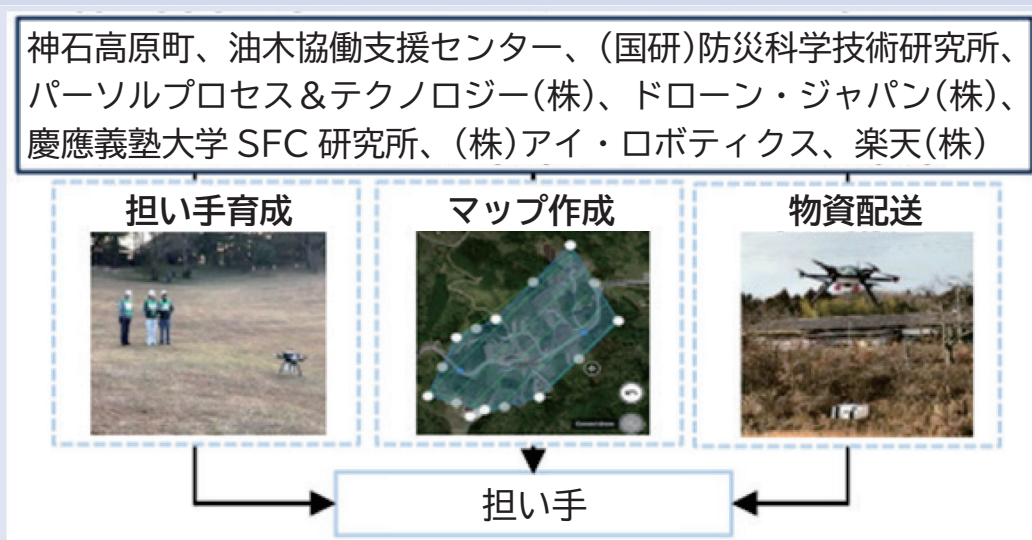 神石高原町、油木協働支援センター、(国研)防災科学技術研究所、
パーソルプロセス＆テクノロジー(株)、ドローン・ジャパン(株)、
慶應義塾大学 SFC 研究所、(株)アイ・ロボティクス、楽天(株)
担い手育成
マップ作成
物資配送
担い手